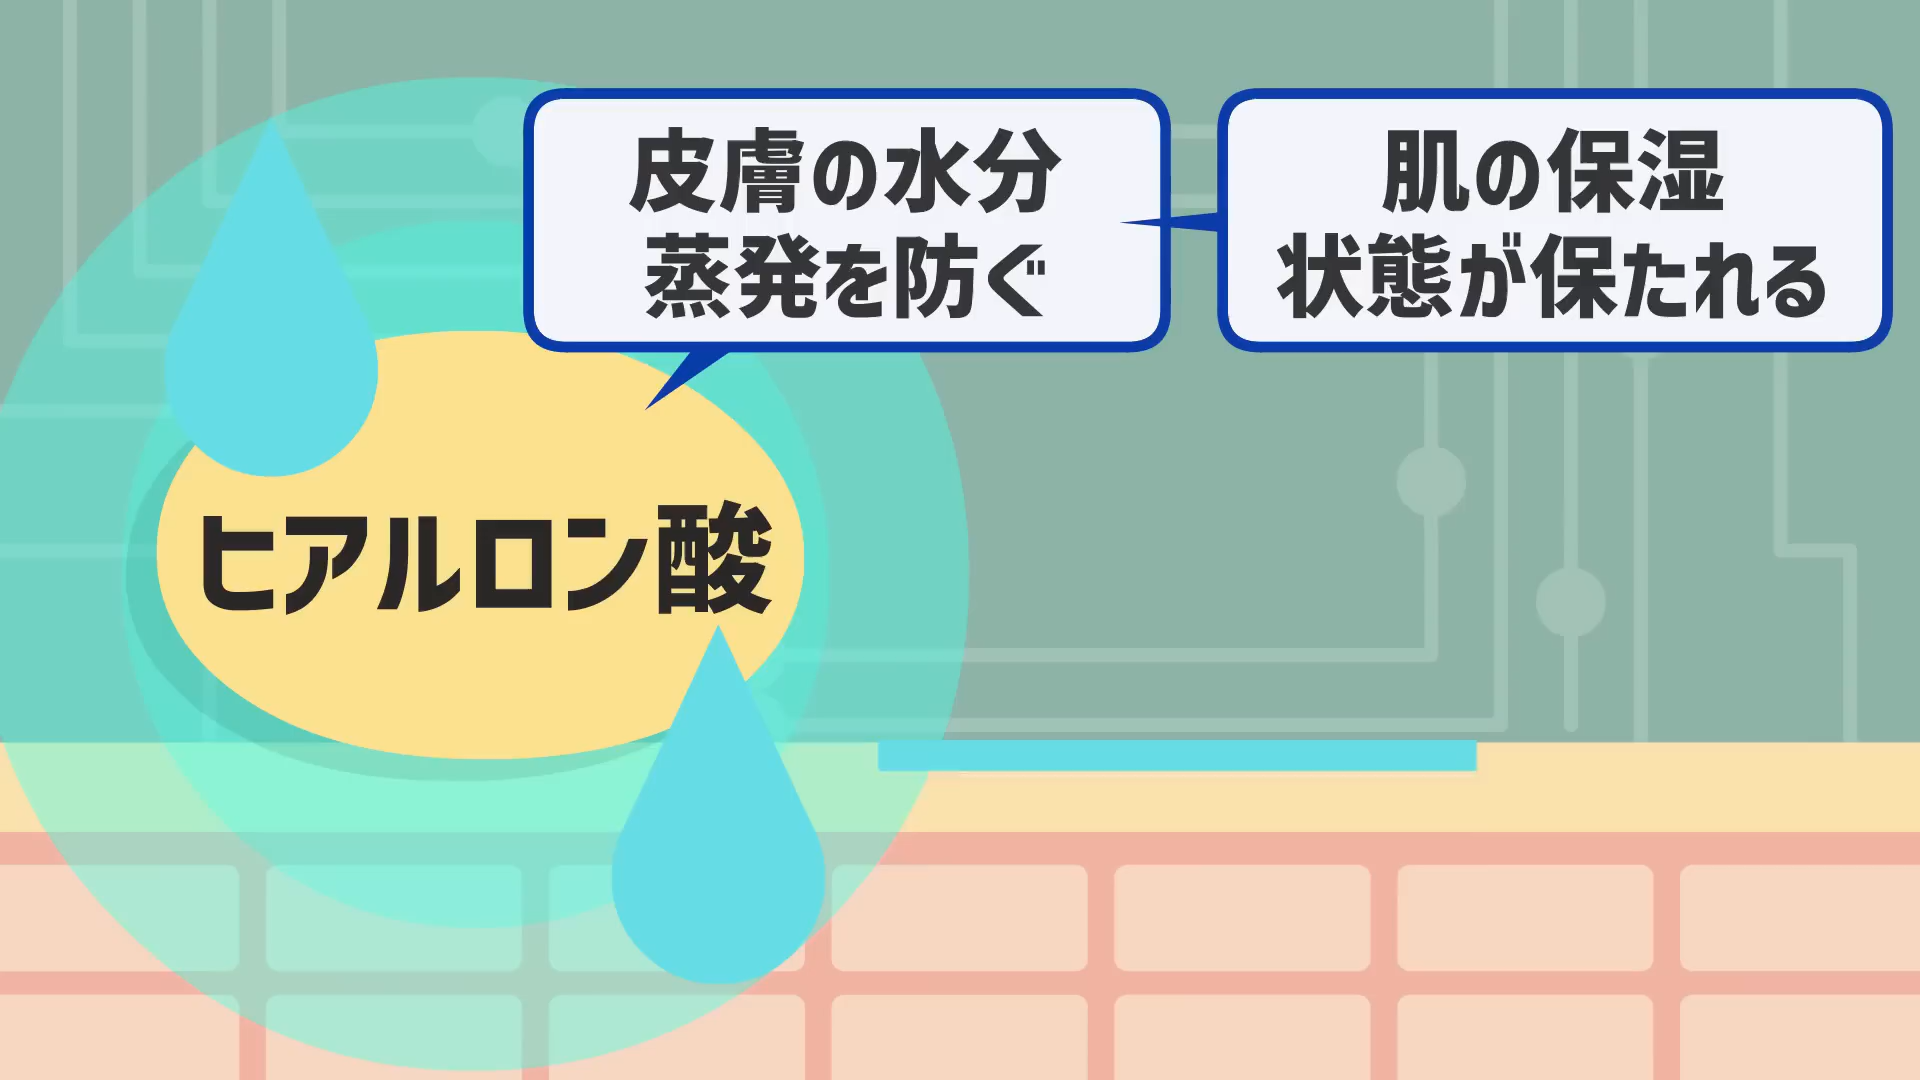 皮膚の水分
蒸発を防ぐ
肌の保湿
状態が保たれる
ヒアルロン酸